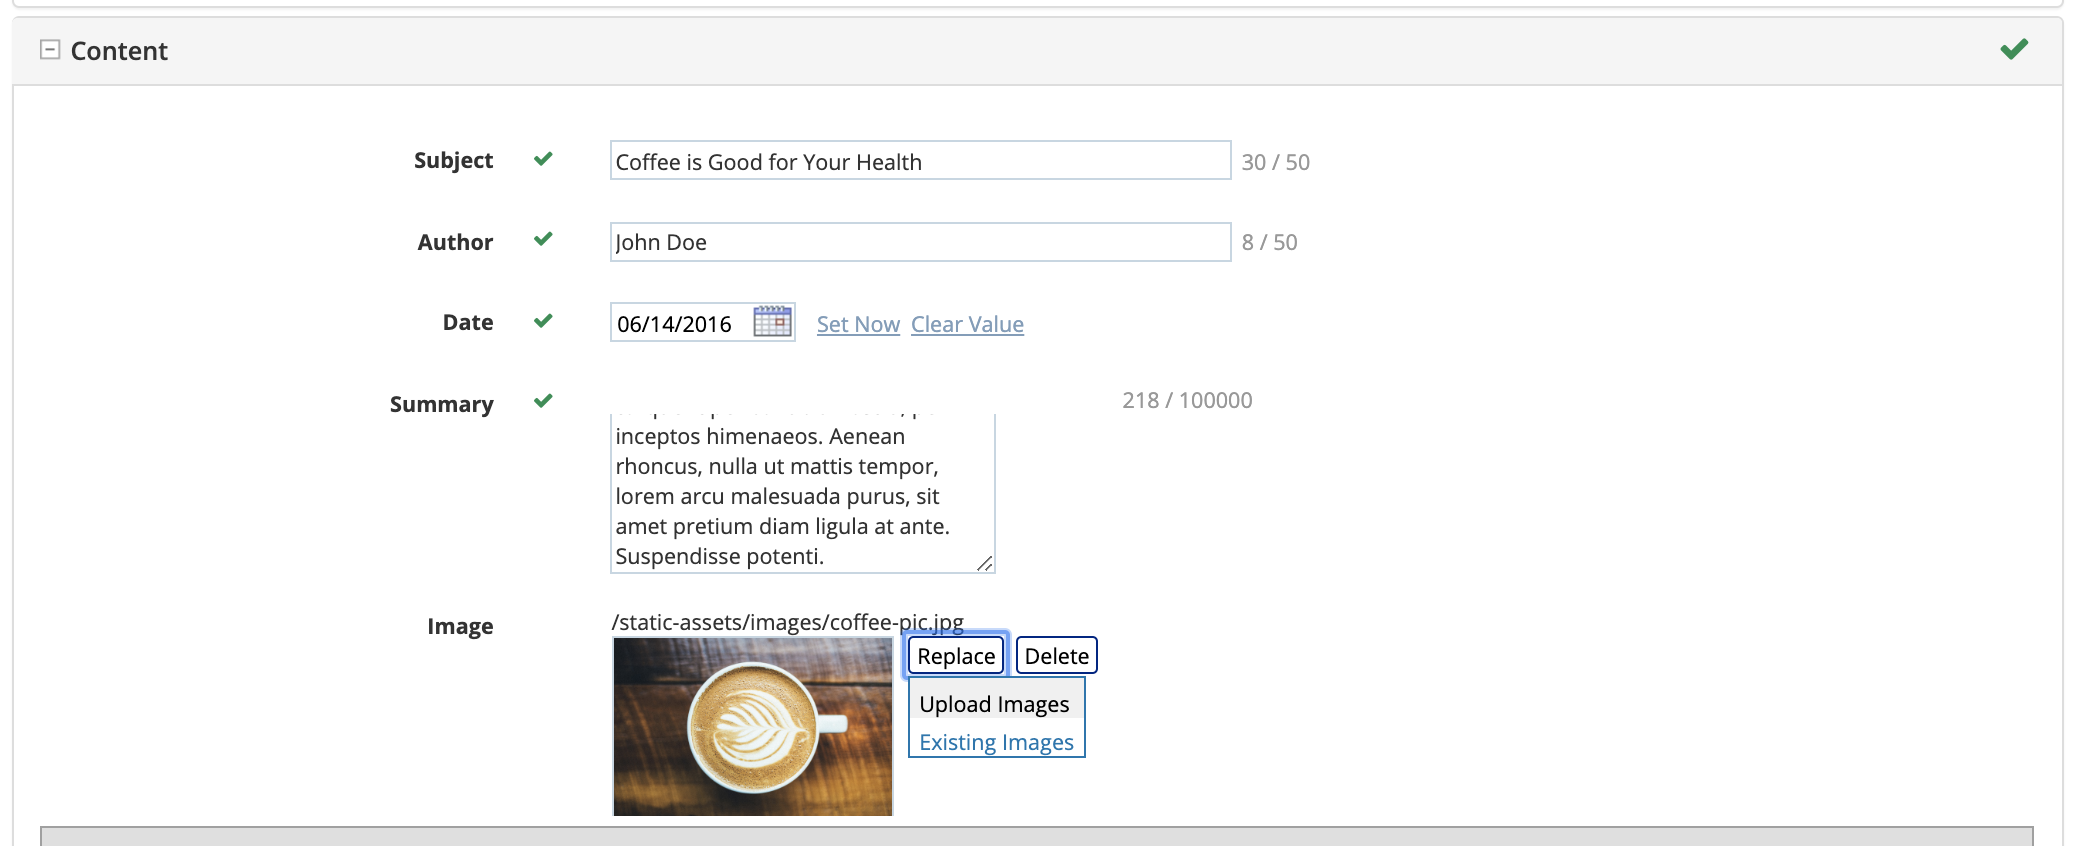 Content
Subject
Coffee is Good for Your Health
30 / 50
Author
John Doe
8 / 50
Date
06/14/2016
Set Now Clear Value
Summary
218 / 100000
inceptos himenaeos. Aenean
rhoncus, nulla ut mattis tempor,
lorem arcu malesuada purus, sit
amet pretium diam ligula at ante.
Suspendisse potenti.
Image
/static-assets/images/coffee-pic.jpg
Replace
Delete
Upload Images
Existing Images